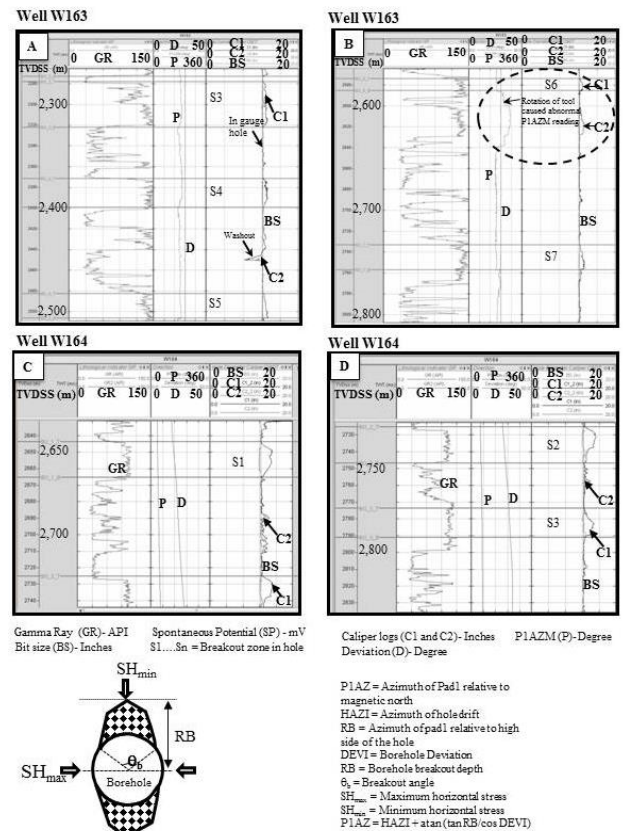 Well W163
Well W163
A
0 D 50 0 C1 20
0 C2 20
0 GR 150 0 P 360 0 BS 20
TVDSS (m)
2,300
S3
C1
P
In gauge
hole
S4
2,400
BS
D
Washout
C2
2,500
S5
B
0 D 50 0 C1 20
0 C2 20
0 GR 150 0 P 360 0 BS 20
TVDSS (m)
S6
C1
2,600
Rotation of tool
caused abnormal
P1AZM reading
C2
P
2,700
D
BS
S7
2,800
Well W164
Well W164
C
W164
0 P 360 0 BS 20
0 C1 20
TVDSS (m) 0 GR 150 0 D 50 0 C2 20
2,650
S1
GR
P D
2,700
C2
BS
C1
D
W164
0 P 360 0 BS 20
0 C1 20
TVDSS (m) 0 GR 150 0 D 50 0 C2 20
S2
2,750
GR
P D
C2
S3
2,800
C1
BS
Gamma Ray (GR)- API Spontaneous Potential (SP) - mV
Bit size (BS)- Inches S1....Sn = Breakout zone in hole
Caliper logs (C1 and C2)- Inches P1AZM (P)-Degree
Deviation (D)- Degree
SHmin
RB
θb
SHmax
Borehole
P1AZ = Azimuth of Pad1 relative to
magnetic north
HAZI = Azimuth of hole drift
RB = Azimuth of pad1 relative to high
side of the hole
DEVI = Borehole Deviation
RB = Borehole breakout depth
θb = Breakout angle
SHmax = Maximum horizontal stress
SHmin = Minimum horizontal stress
P1AZ = HAZI + atan (tan RB/cos DEVI)